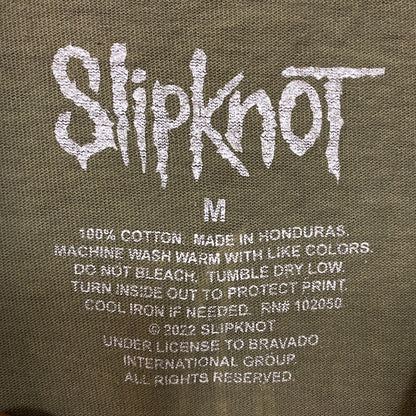 Slipknot
M
100% COTTON. MADE IN HONDURAS.
MACHINE WASH WARM WITH LIKE COLORS.
DO NOT BLEACH. TUMBLE DRY LOW.
TURN INSIDE OUT TO PROTECT PRINT.
COOL IRON IF NEEDED. RN# 102050
© 2022 SLIPKNOT
UNDER LICENSE TO BRAVADO
INTERNATIONAL GROUP.
ALL RIGHTS RESERVED.